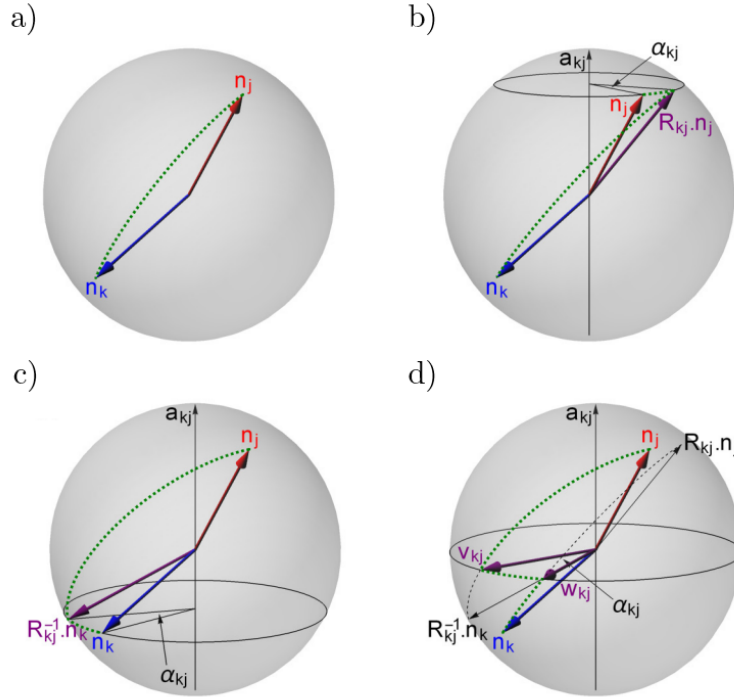 a)
n_j
n_k
b)
a_kj
α_kj
n_j
R_kj.n_j
n_k
c)
a_kj
n_j
R_kj^-1.n_k
n_k
α_kj
d)
a_kj
n_j
R_kj.n_j
v_kj
w_kj
α_kj
R_kj^-1.n_k
n_k